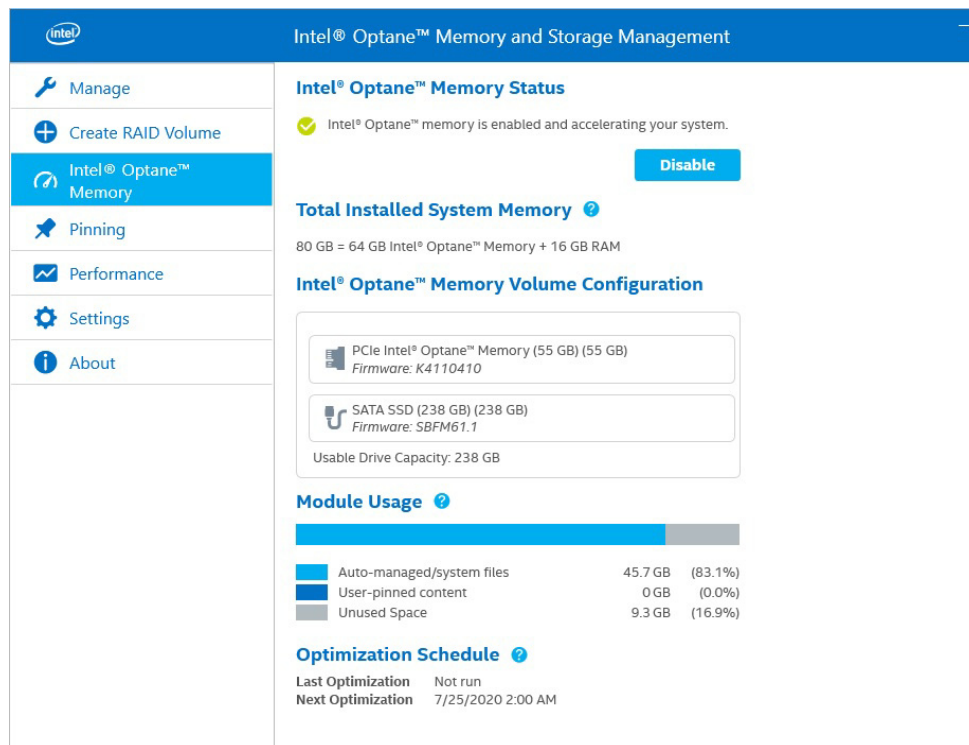 intel
Intel® Optane™ Memory and Storage Management
Manage
Create RAID Volume
Intel® Optane™
Memory
Pinning
Performance
Settings
About
Intel® Optane™ Memory Status
Intel® Optane™ memory is enabled and accelerating your system.
Disable
Total Installed System Memory ?
80 GB = 64 GB Intel® Optane™ Memory + 16 GB RAM
Intel® Optane™ Memory Volume Configuration
PCIe Intel® Optane™ Memory (55 GB) (55 GB)
Firmware: K4110410
SATA SSD (238 GB) (238 GB)
Firmware: SBFM61.1
Usable Drive Capacity: 238 GB
Module Usage ?
Auto-managed/system files 45.7 GB (83.1%)
User-pinned content 0 GB (0.0%)
Unused Space 9.3 GB (16.9%)
Optimization Schedule ?
Last Optimization Not run
Next Optimization 7/25/2020 2:00 AM